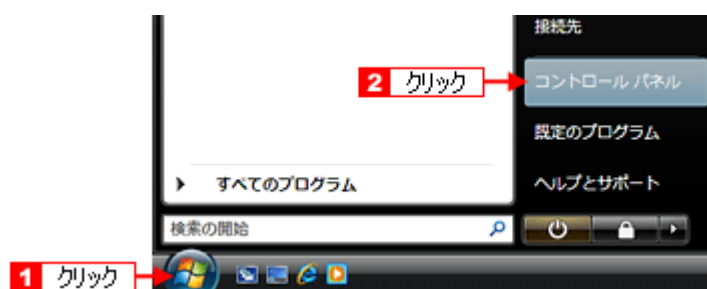 接続先
2 クリック
コントロール パネル
既定のプログラム
すべてのプログラム
ヘルプとサポート
検索の開始
1 クリック